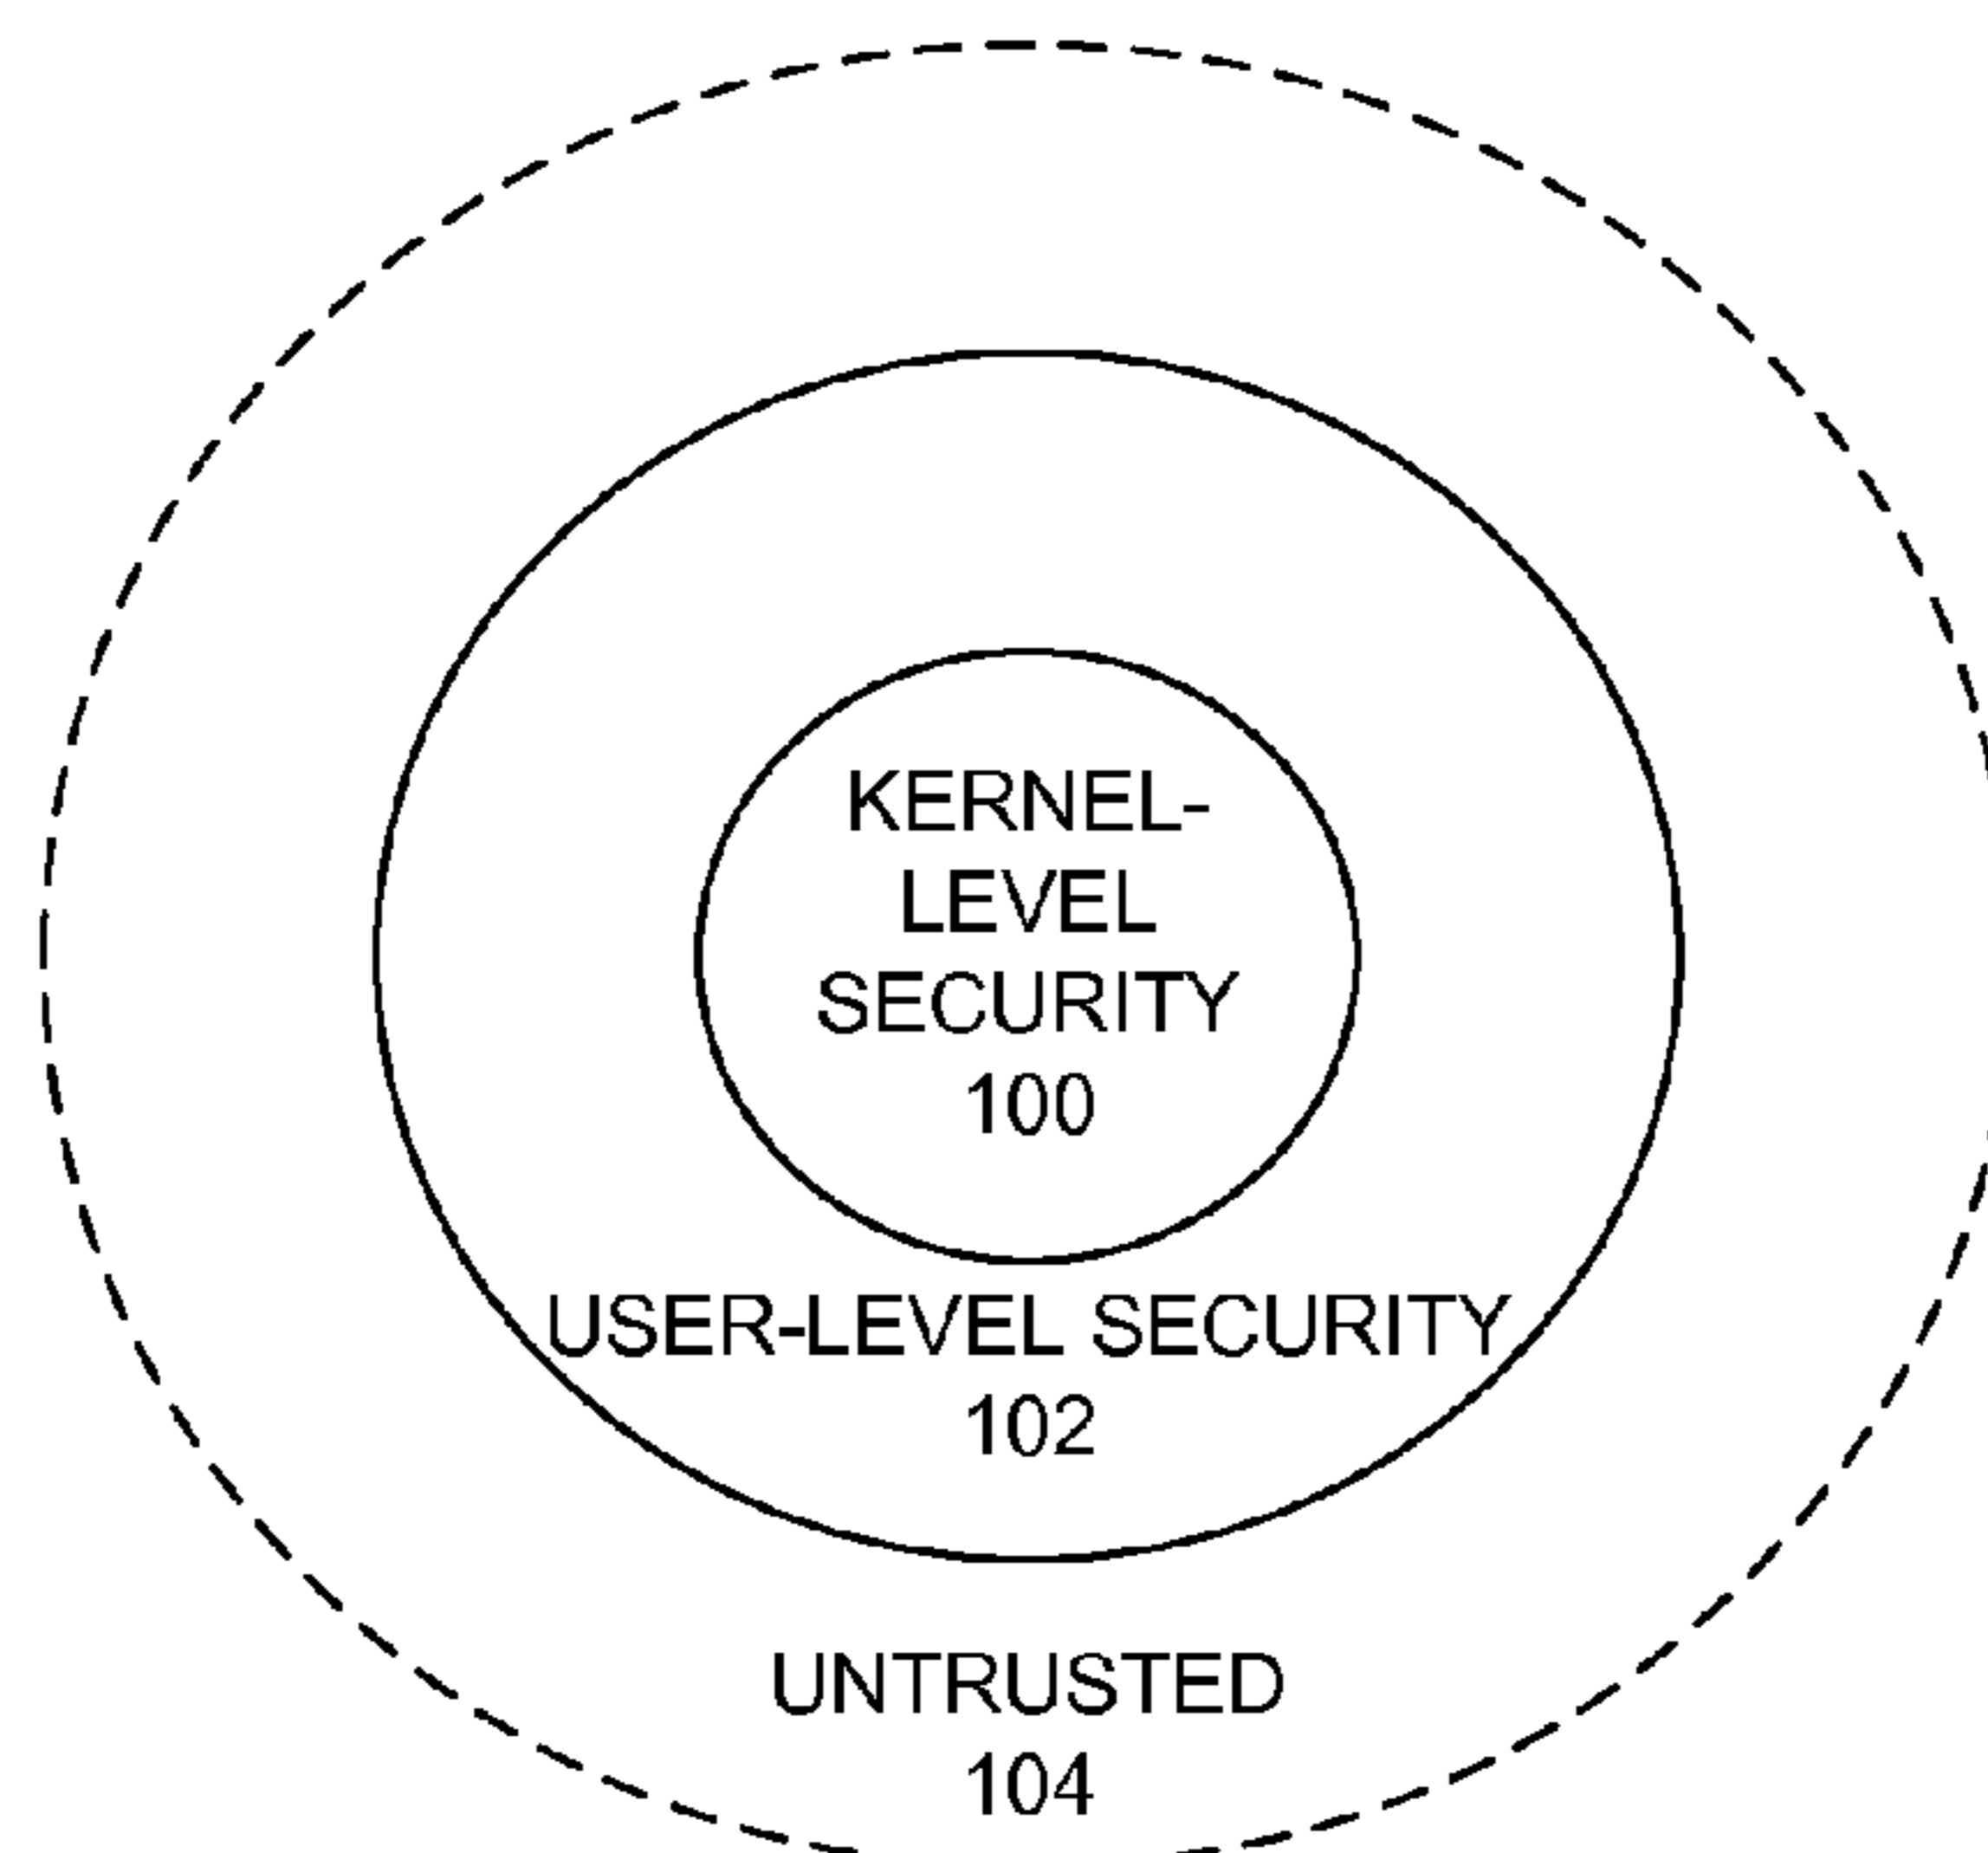 KERNEL-
LEVEL
SECURITY
100
USER-LEVEL SECURITY
102
UNTRUSTED
104